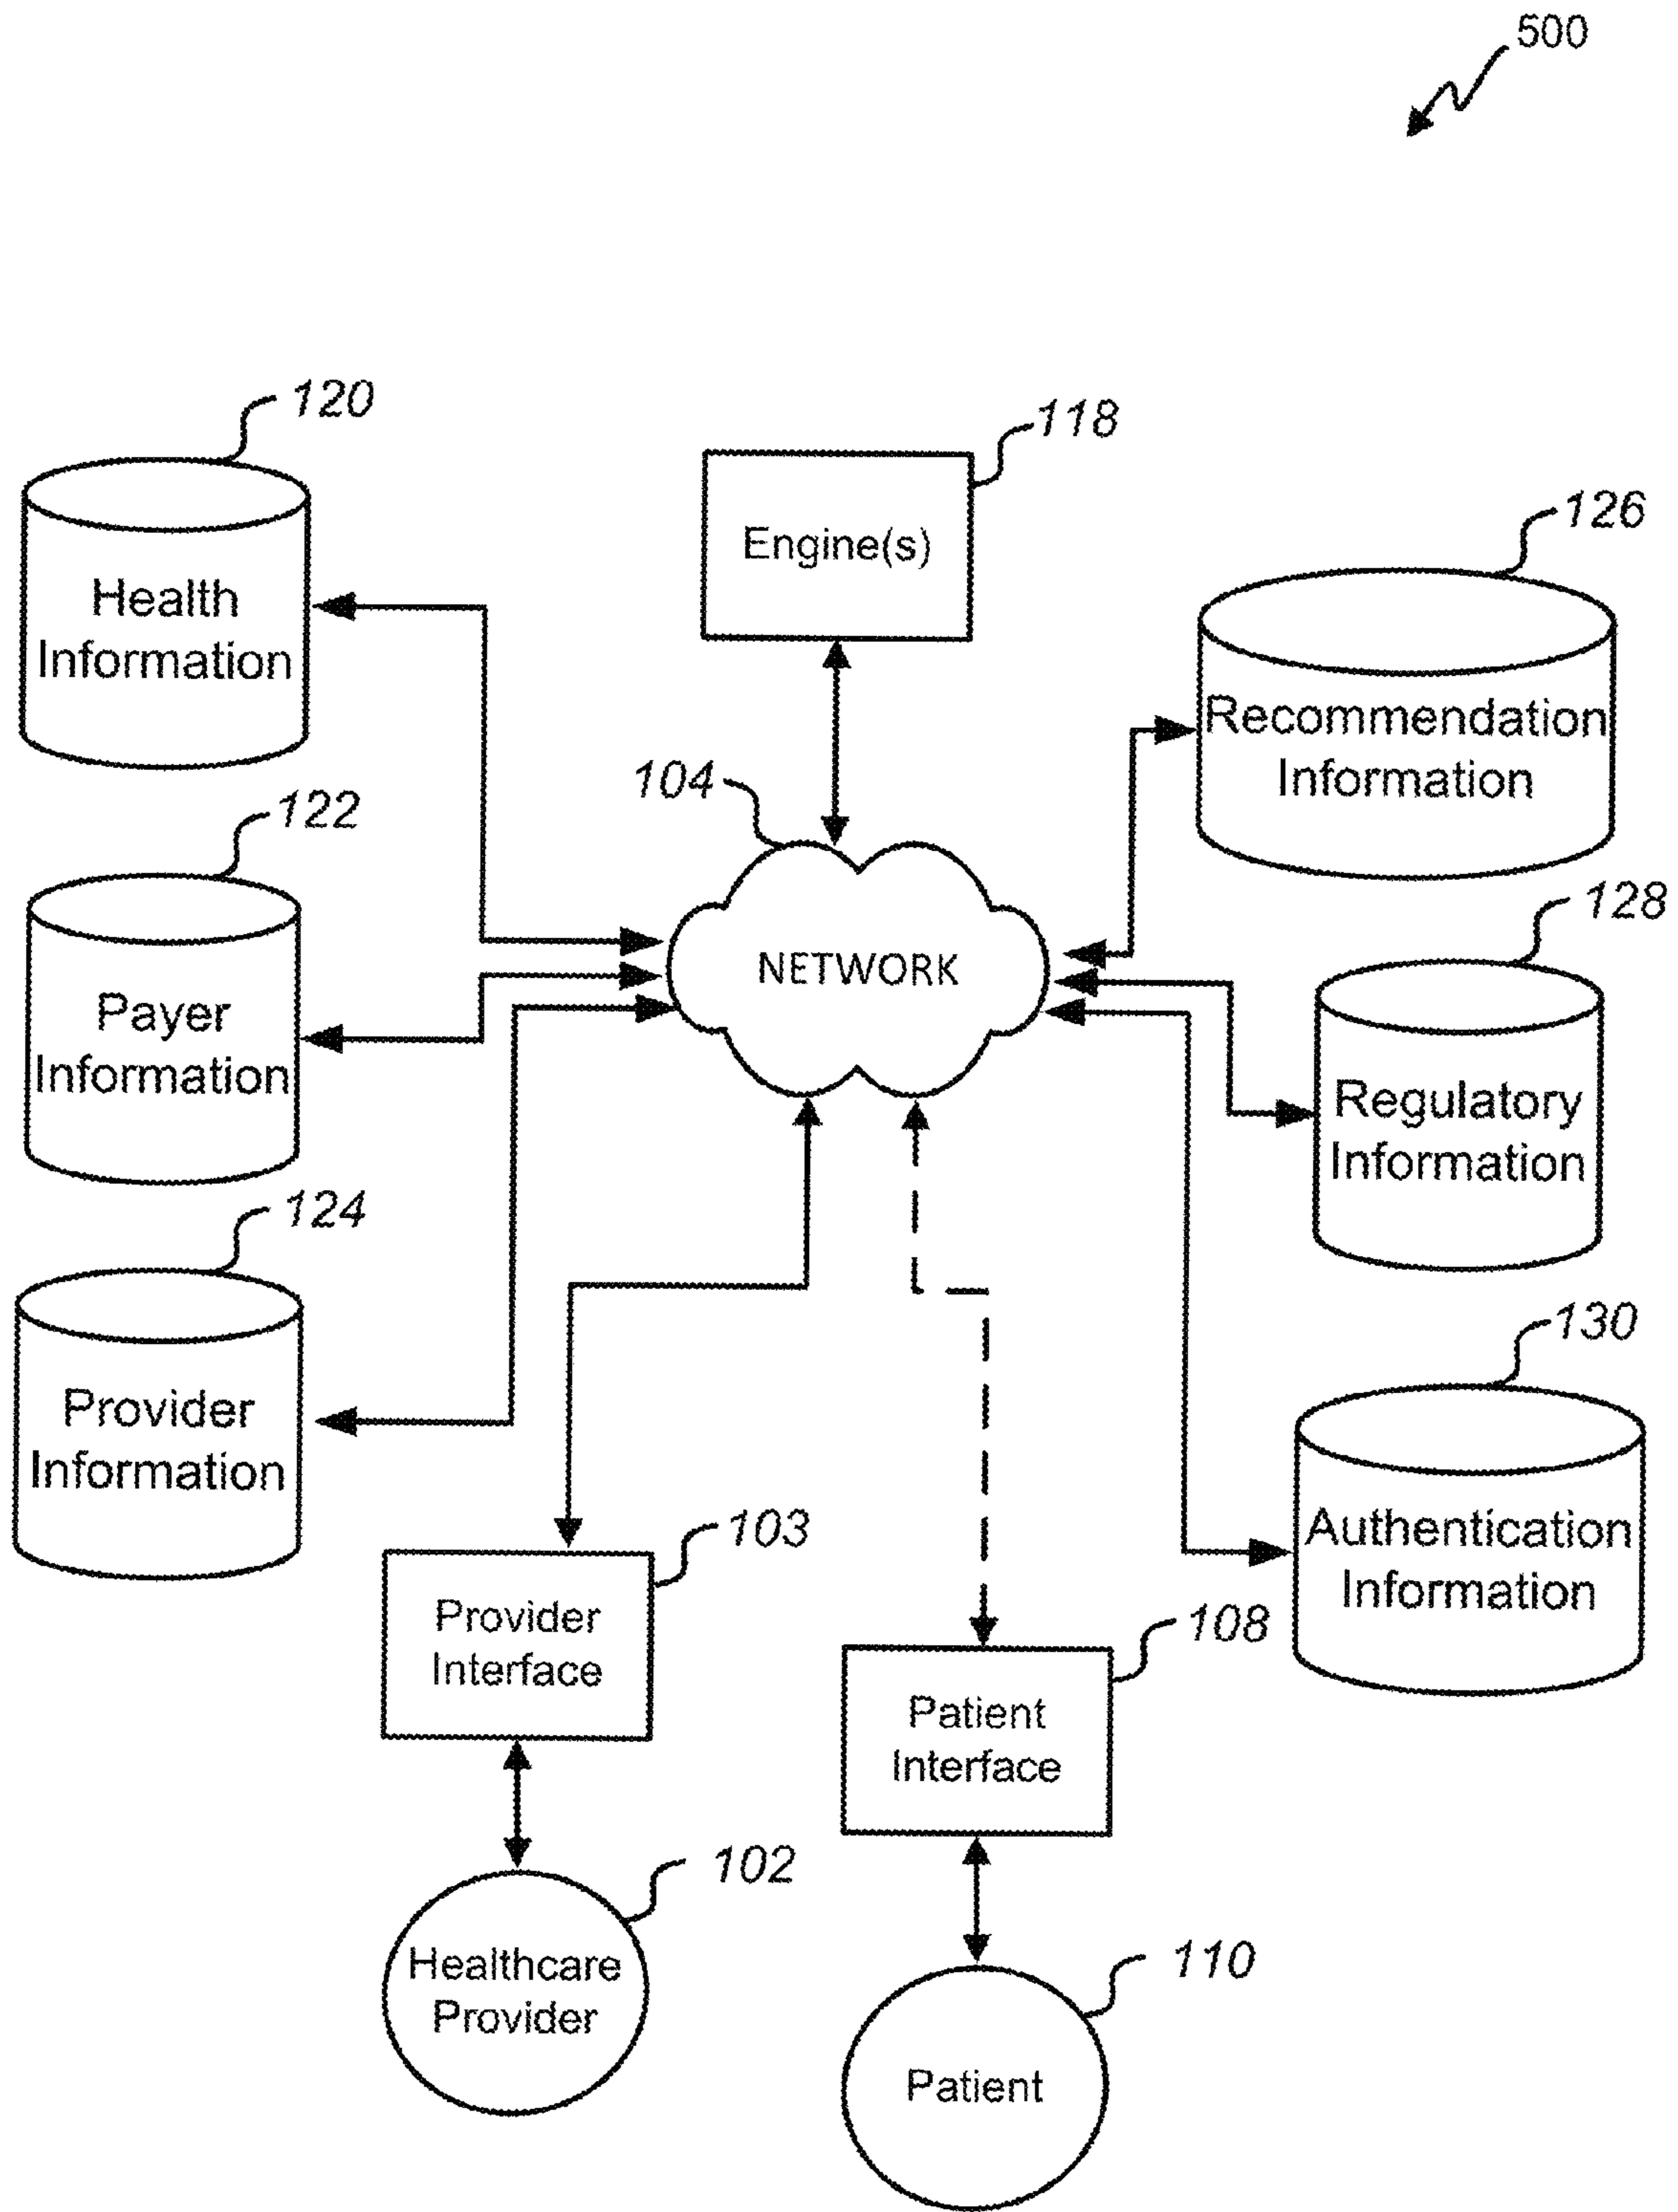 500
120
118
Engine(s)
126
Health
Information
Recommendation
Information
104
122
128
NETWORK
Payer
Information
Regulatory
Information
124
130
Provider
Information
103
Authentication
Information
Provider
Interface
108
Patient
Interface
102
Healthcare
Provider
110
Patient